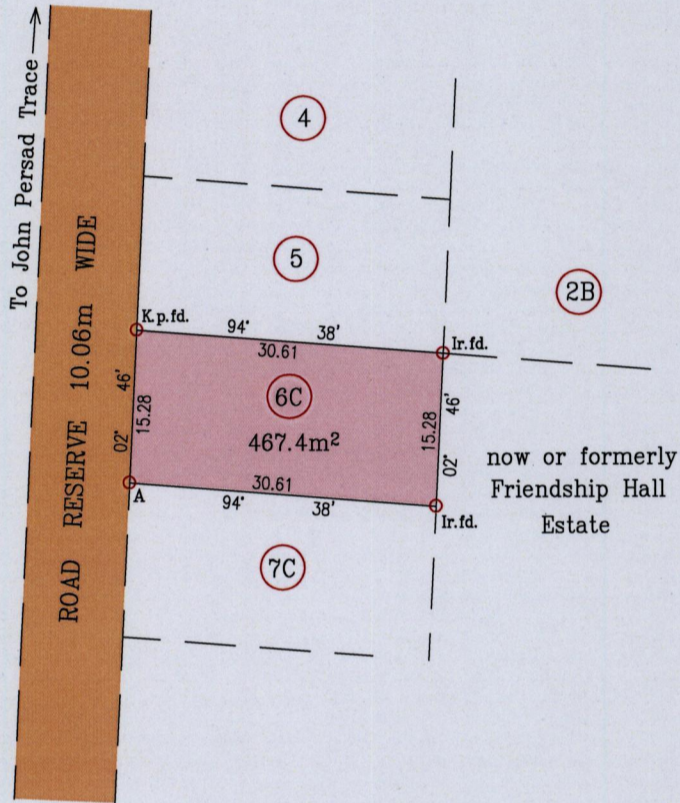 To John Persad Trace
4
5
2B
ROAD RESERVE 10.06m WIDE
K.p.fd.
94° 38'
30.61
Ir.fd.
02° 46'
15.28
6C
467.4m²
15.28
02° 46'
now or formerly
Friendship Hall
Estate
30.61
A
94° 38'
Ir.fd.
7C